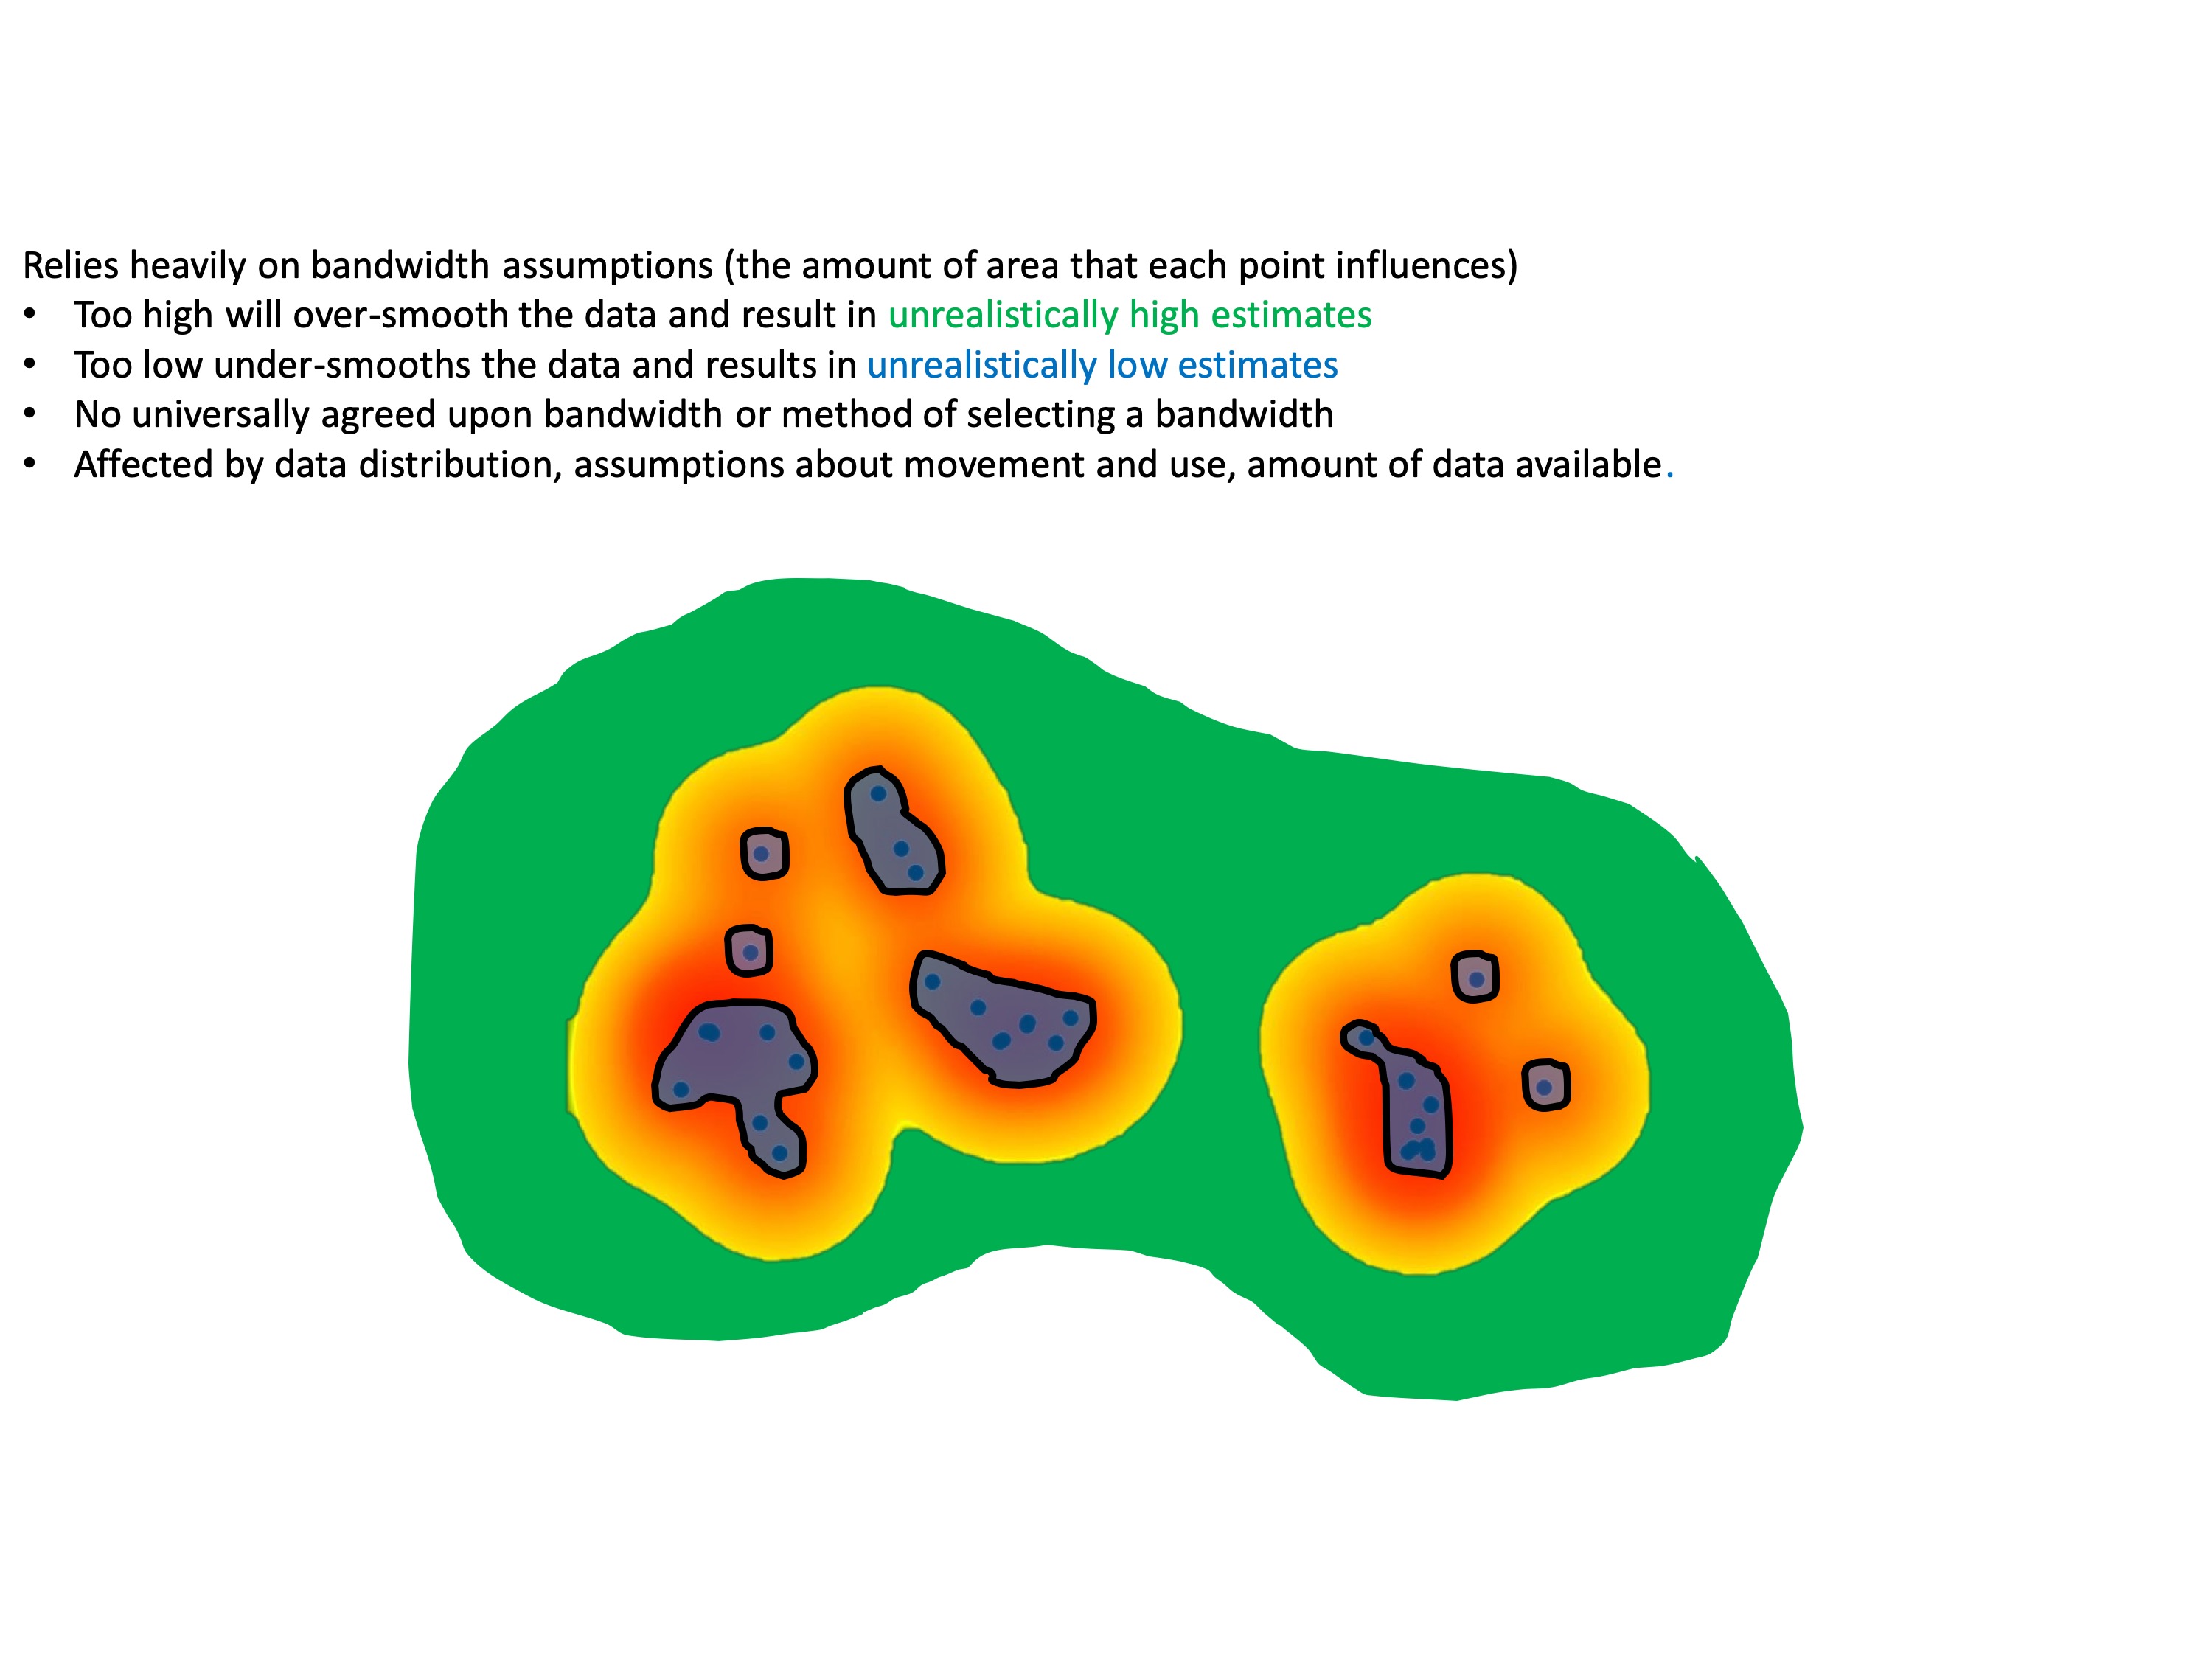 Relies heavily on bandwidth assumptions (the amount of area that each point influences)
• Too high will over-smooth the data and result in unrealistically high estimates
• Too low under-smooths the data and results in unrealistically low estimates
• No universally agreed upon bandwidth or method of selecting a bandwidth
• Affected by data distribution, assumptions about movement and use, amount of data available.